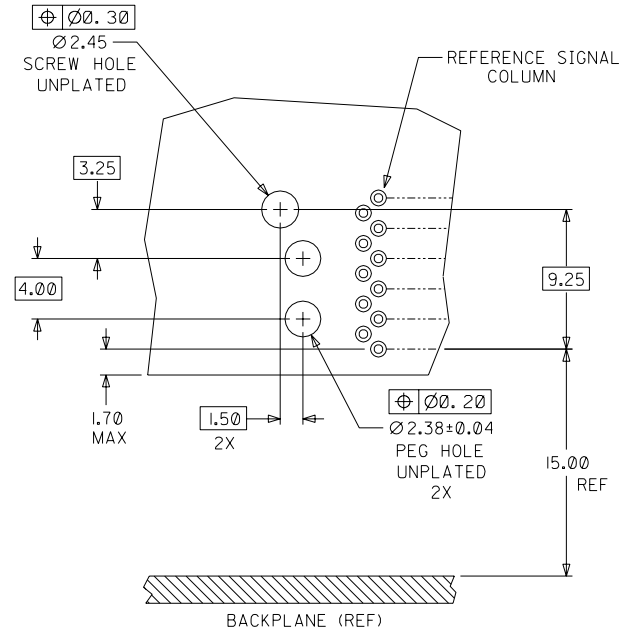 ⌖ Ø0.30
Ø2.45
SCREW HOLE
UNPLATED
REFERENCE SIGNAL
COLUMN
3.25
4.00
9.25
1.70
MAX
1.50
2X
⌖ Ø0.20
Ø2.38±0.04
PEG HOLE
UNPLATED
2X
15.00
REF
BACKPLANE (REF)